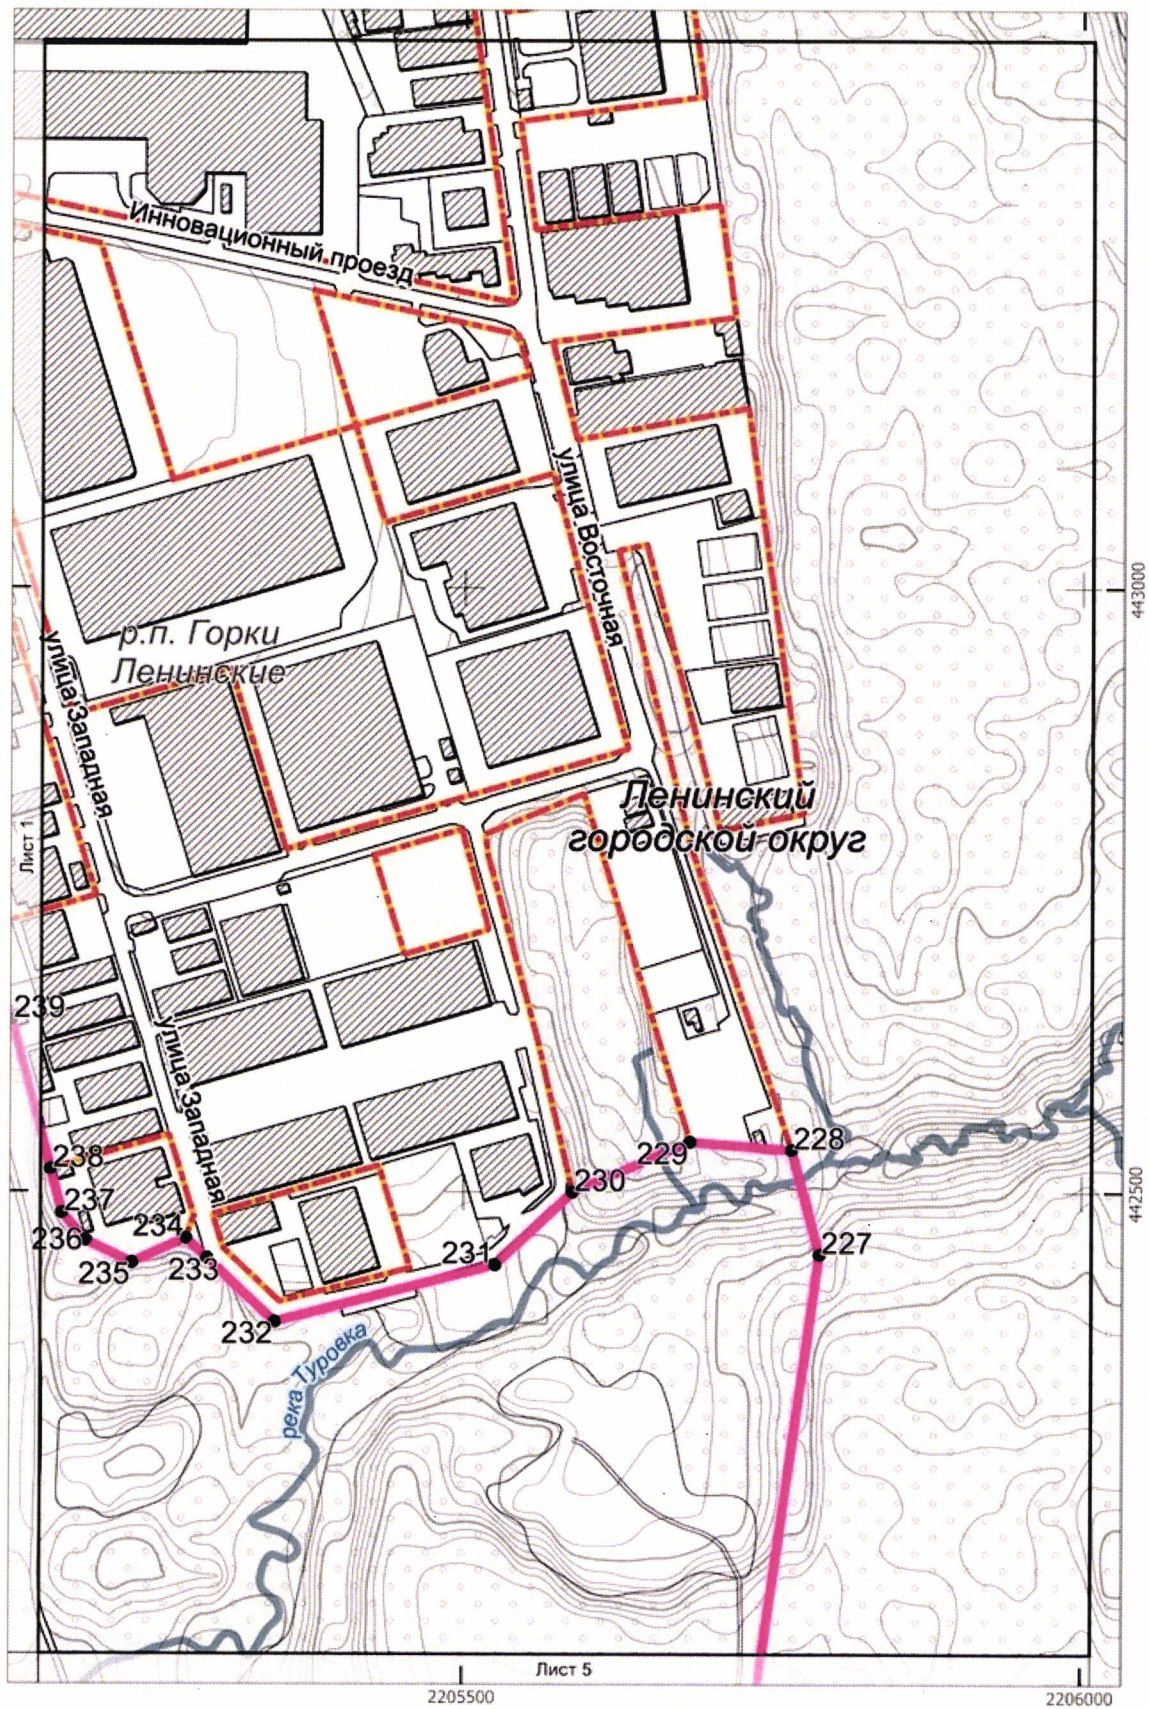 Инновационный проезд
улица Восточная
443000
р.п. Горки
Ленинские
улица Западная
Ленинский
городской округ
Лист 1
239
улица Западная
238
237
236
235
234
233
232
231
230
229
228
227
442500
река Туровка
Лист 5
2205500
2206000